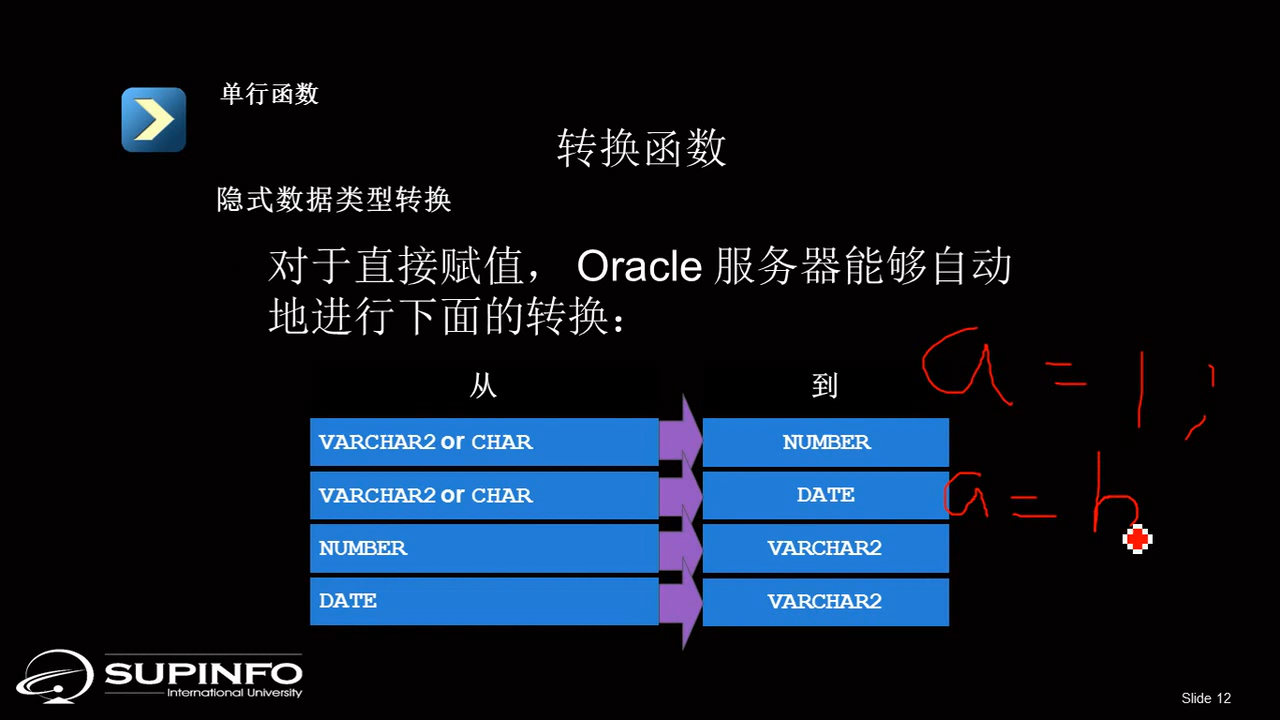 单行函数
转换函数
隐式数据类型转换
对于直接赋值， Oracle 服务器能够自动
地进行下面的转换：
从 到
VARCHAR2 or CHAR NUMBER
VARCHAR2 or CHAR DATE
NUMBER VARCHAR2
DATE VARCHAR2
a = 1 ;
a = h
SUPINFO
International University
Slide 12